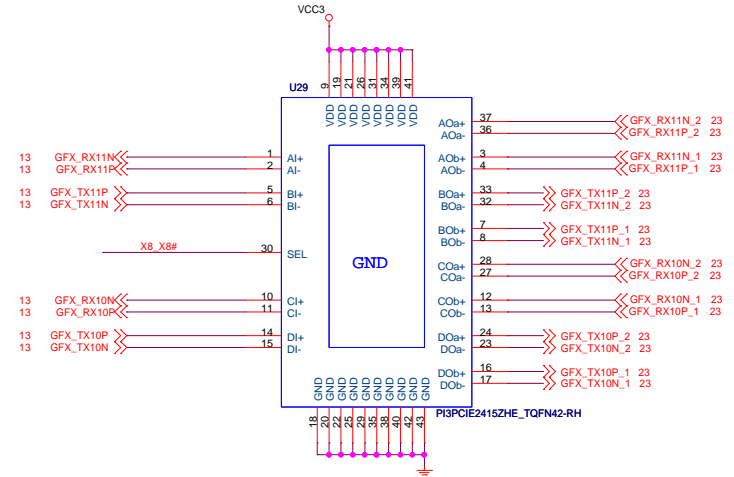 VCC3
U29
9 19 21 26 31 34 39 41
VDD VDD VDD VDD VDD VDD VDD VDD
13 GFX_RX11N 1 AI+
13 GFX_RX11P 2 AI-
13 GFX_TX11P 5 BI+
13 GFX_TX11N 6 BI-
X8_X8# 30 SEL
13 GFX_RX10N 10 CI+
13 GFX_RX10P 11 CI-
13 GFX_TX10P 14 DI+
13 GFX_TX10N 15 DI-
GND
AOa+ 37 GFX_RX11N_2 23
AOa- 36 GFX_RX11P_2 23
AOb+ 3 GFX_RX11N_1 23
AOb- 4 GFX_RX11P_1 23
BOa+ 33 GFX_TX11P_2 23
BOa- 32 GFX_TX11N_2 23
BOb+ 7 GFX_TX11P_1 23
BOb- 8 GFX_TX11N_1 23
COa+ 28 GFX_RX10N_2 23
COa- 27 GFX_RX10P_2 23
COb+ 12 GFX_RX10N_1 23
COb- 13 GFX_RX10P_1 23
DOa+ 24 GFX_TX10P_2 23
DOa- 23 GFX_TX10N_2 23
DOb+ 16 GFX_TX10P_1 23
DOb- 17 GFX_TX10N_1 23
GND GND GND GND GND GND GND GND GND GND
18 20 22 25 29 35 38 40 42 43
PI3PCIE2415ZHE_TQFN42-RH